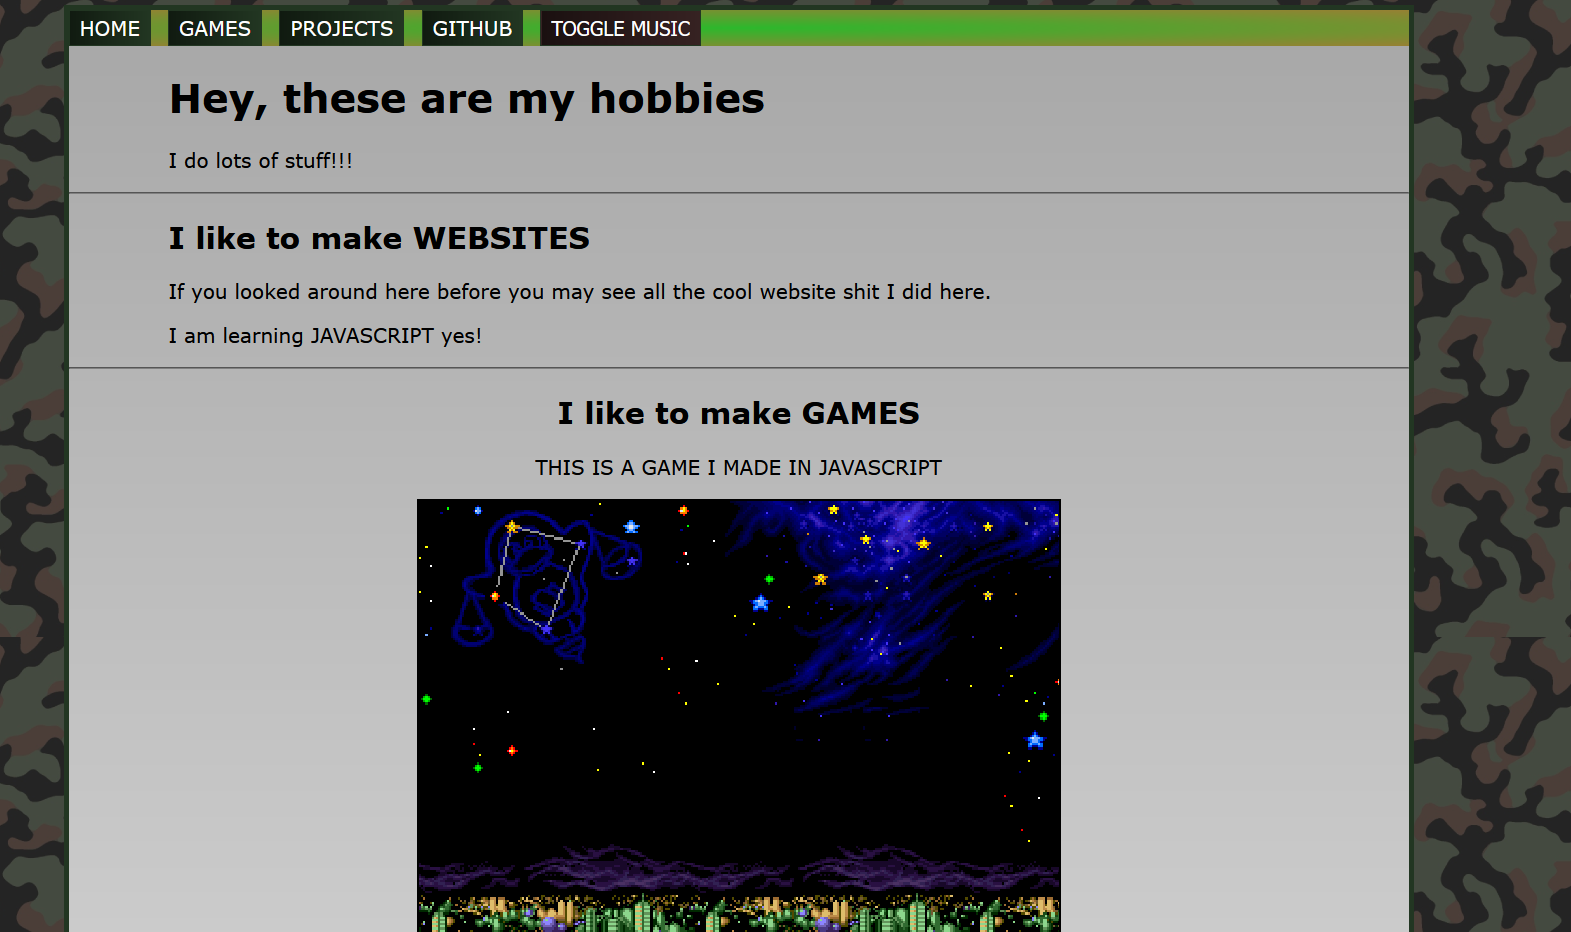 HOME GAMES PROJECTS GITHUB TOGGLE MUSIC
Hey, these are my hobbies
I do lots of stuff!!!
I like to make WEBSITES
If you looked around here before you may see all the cool website shit I did here.
I am learning JAVASCRIPT yes!
I like to make GAMES
THIS IS A GAME I MADE IN JAVASCRIPT